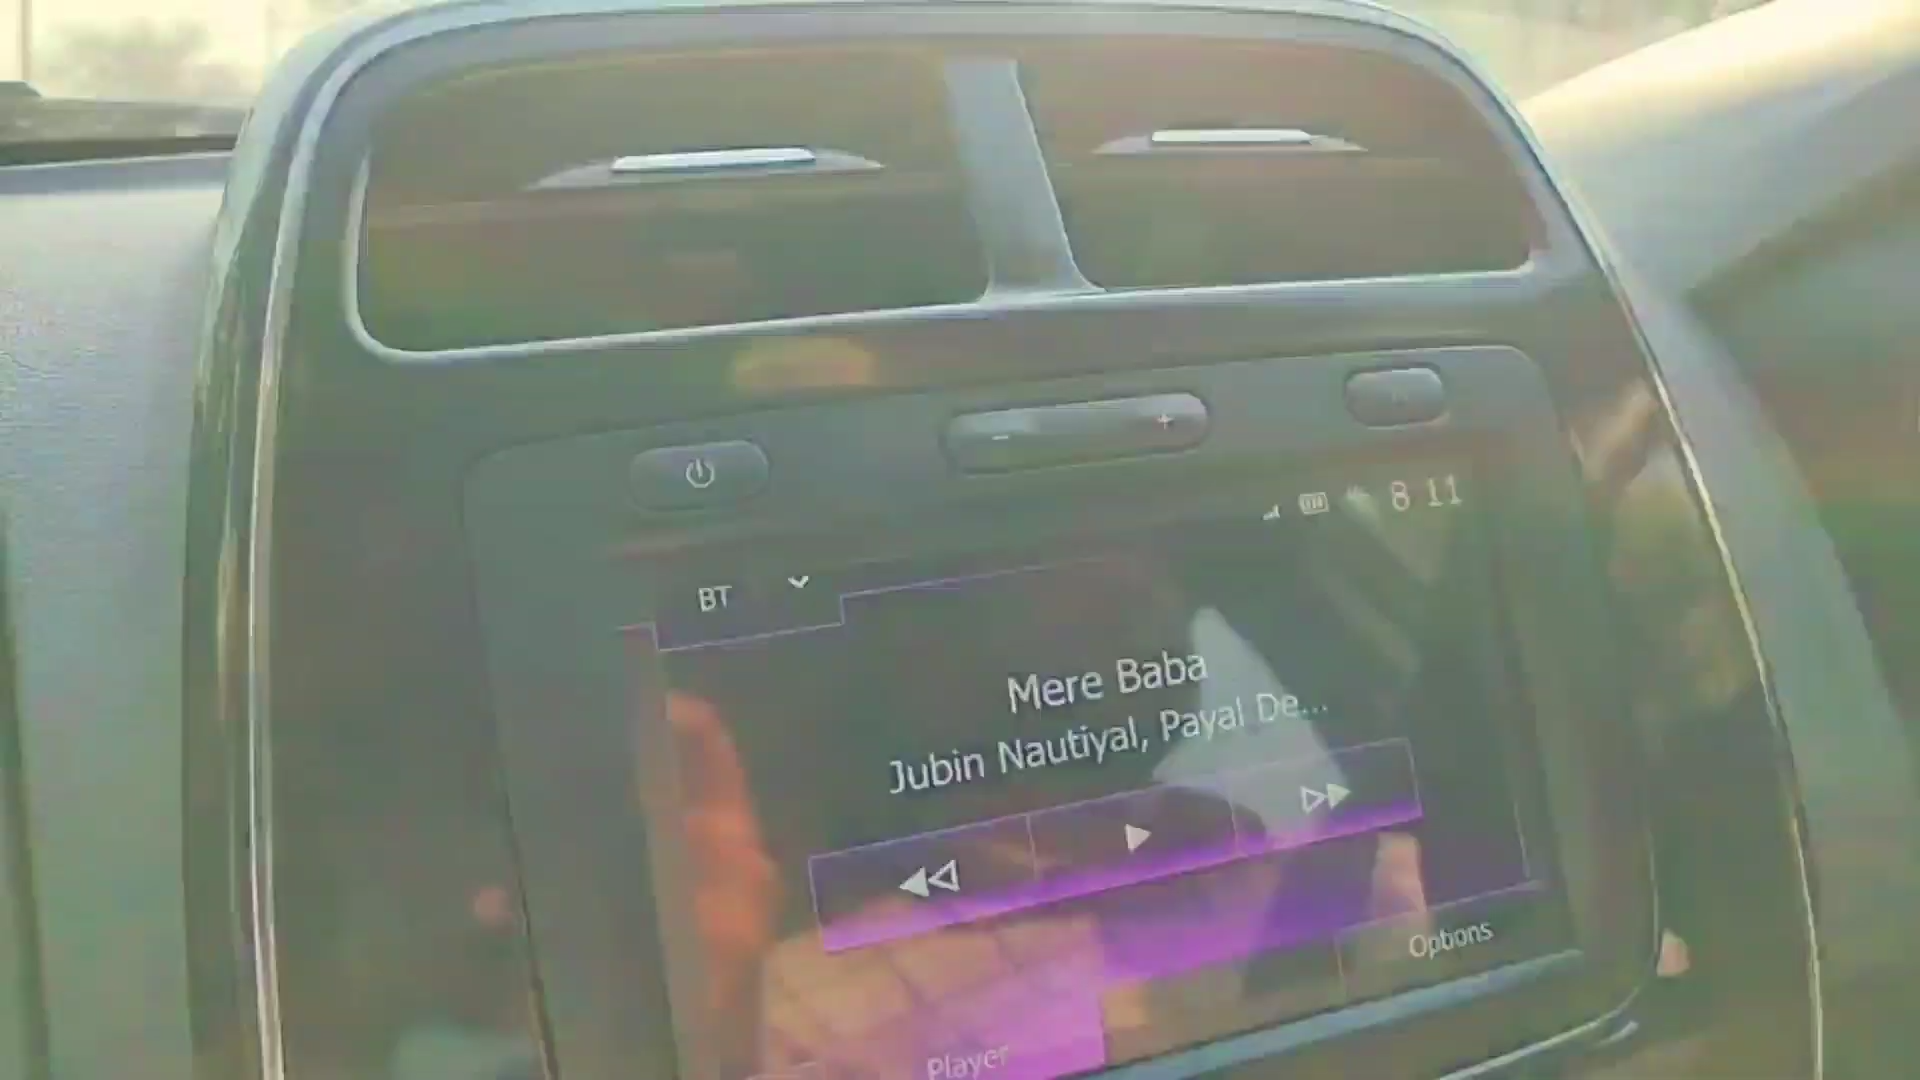 8 11
BT
Mere Baba
Jubin Nautiyal, Payal De...
Options
Player